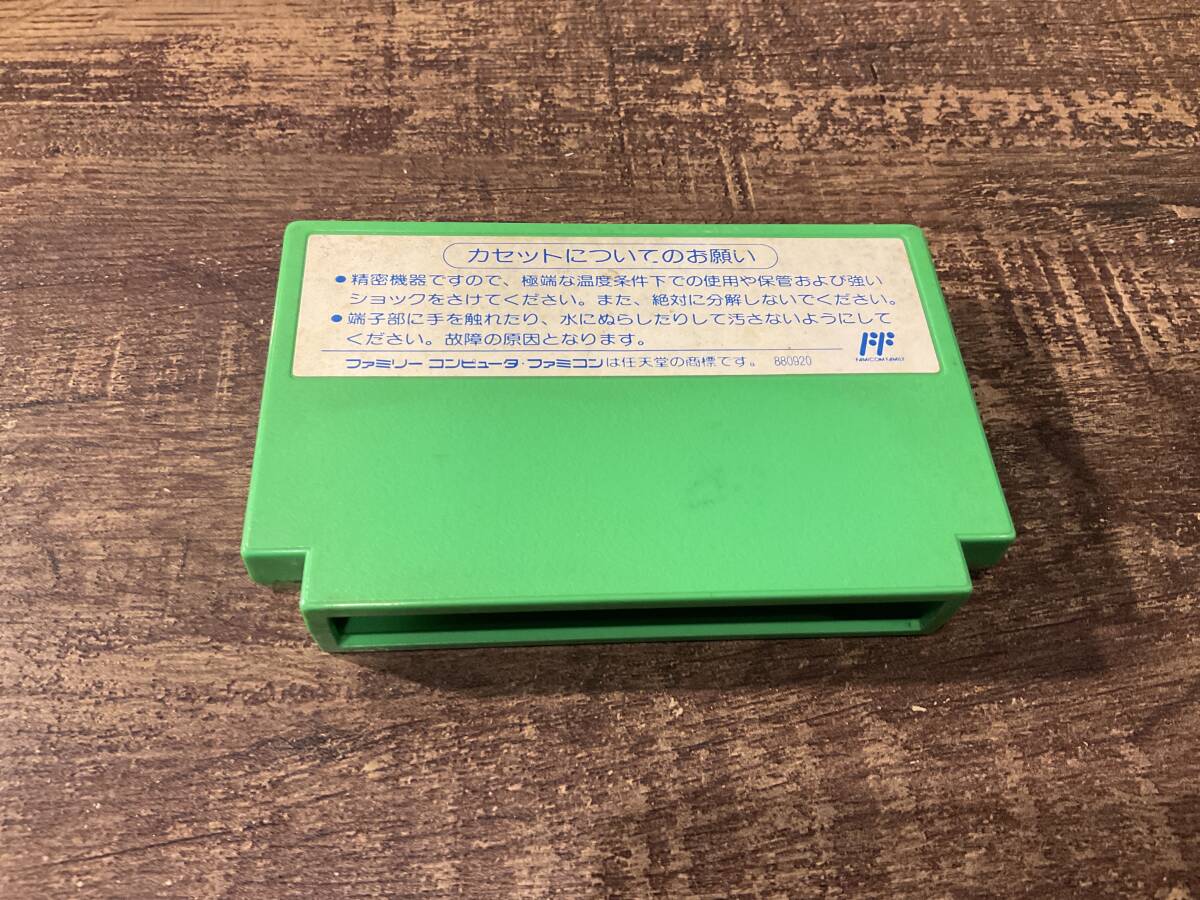 カセットについてのお願い
●精密機器ですので、極端な温度条件下での使用や保管および強い
ショックをさけてください。また、絶対に分解しないでください。
●端子部に手を触れたり、水にぬらしたりして汚さないようにして
ください。故障の原因となります。
FF
FAMICOM FAMILY
ファミリーコンピュータ・ファミコンは任天堂の商標です。 880920